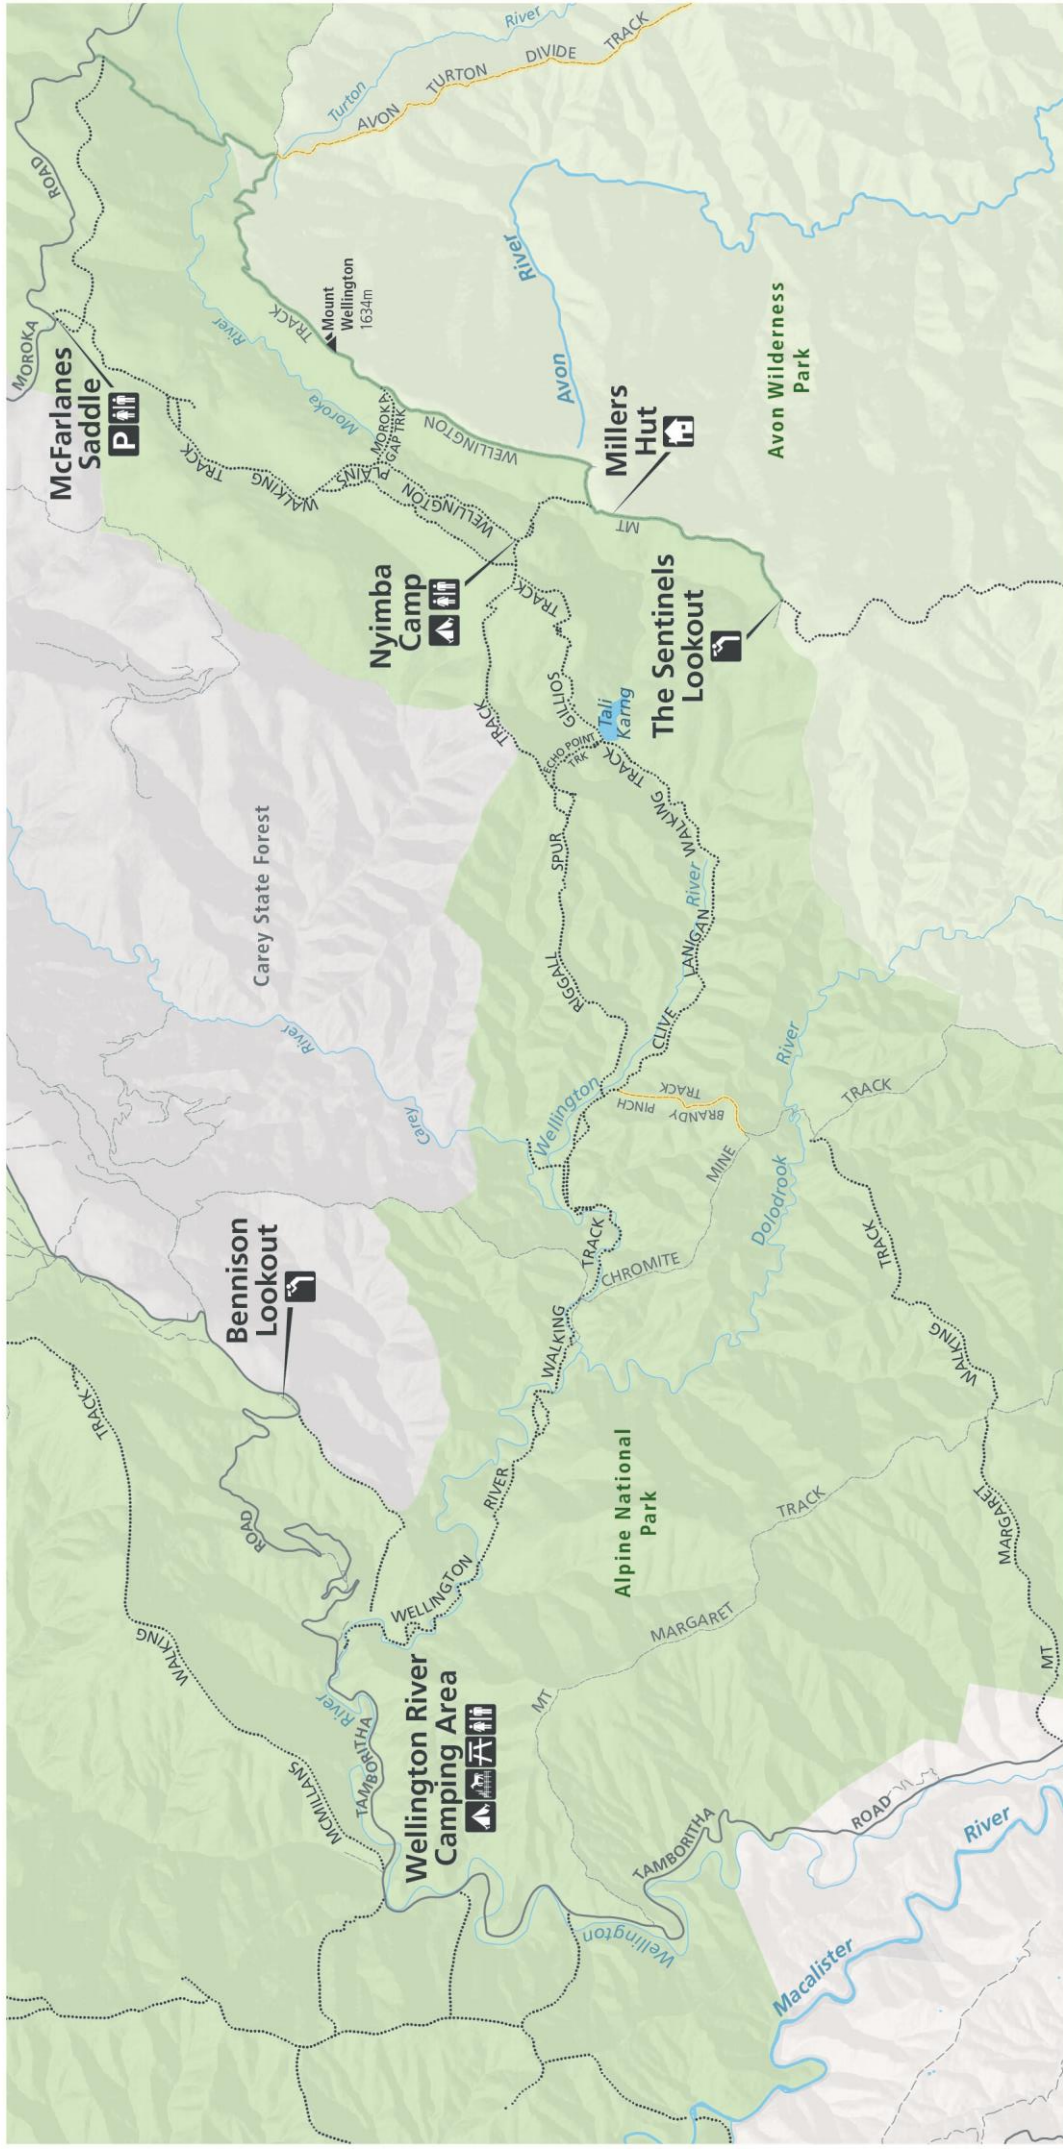 MOROKA
ROAD
McFarlanes
Saddle
P
River
Turton
AVON TURTON DIVIDE TRACK
River
Moroka
TRACK
Mount
Wellington
1634m
WALKING TRACK
PLAINS
WELLINGTON
MOROKA
GAP TRK
WELLINGTON
MT
River
Avon
Avon Wilderness
Park
Millers
Hut
Nyimba
Camp
TRACK
GILLIOS
Tali
Karng
The Sentinels
Lookout
ECHO POINT
TRK
TRACK
SPUR
RIGGALL
TRACK
WALKING
LANIGAN
CLIVE
River
Wellington
Carey State Forest
River
Carey
BRANDY PINCH
TRACK
MINE
CHROMITE
River
Dolodrook
TRACK
TRACK
WALKING
MARGARET
MT
Bennison
Lookout
ROAD
TRACK
WALKING
MCMILLANS
TRACK
WALKING
RIVER
WELLINGTON
Alpine National
Park
TRACK
MARGARET
MT
River
TAMBORITHA
Wellington River
Camping Area
Wellington
TAMBORITHA
ROAD
River
Macalister